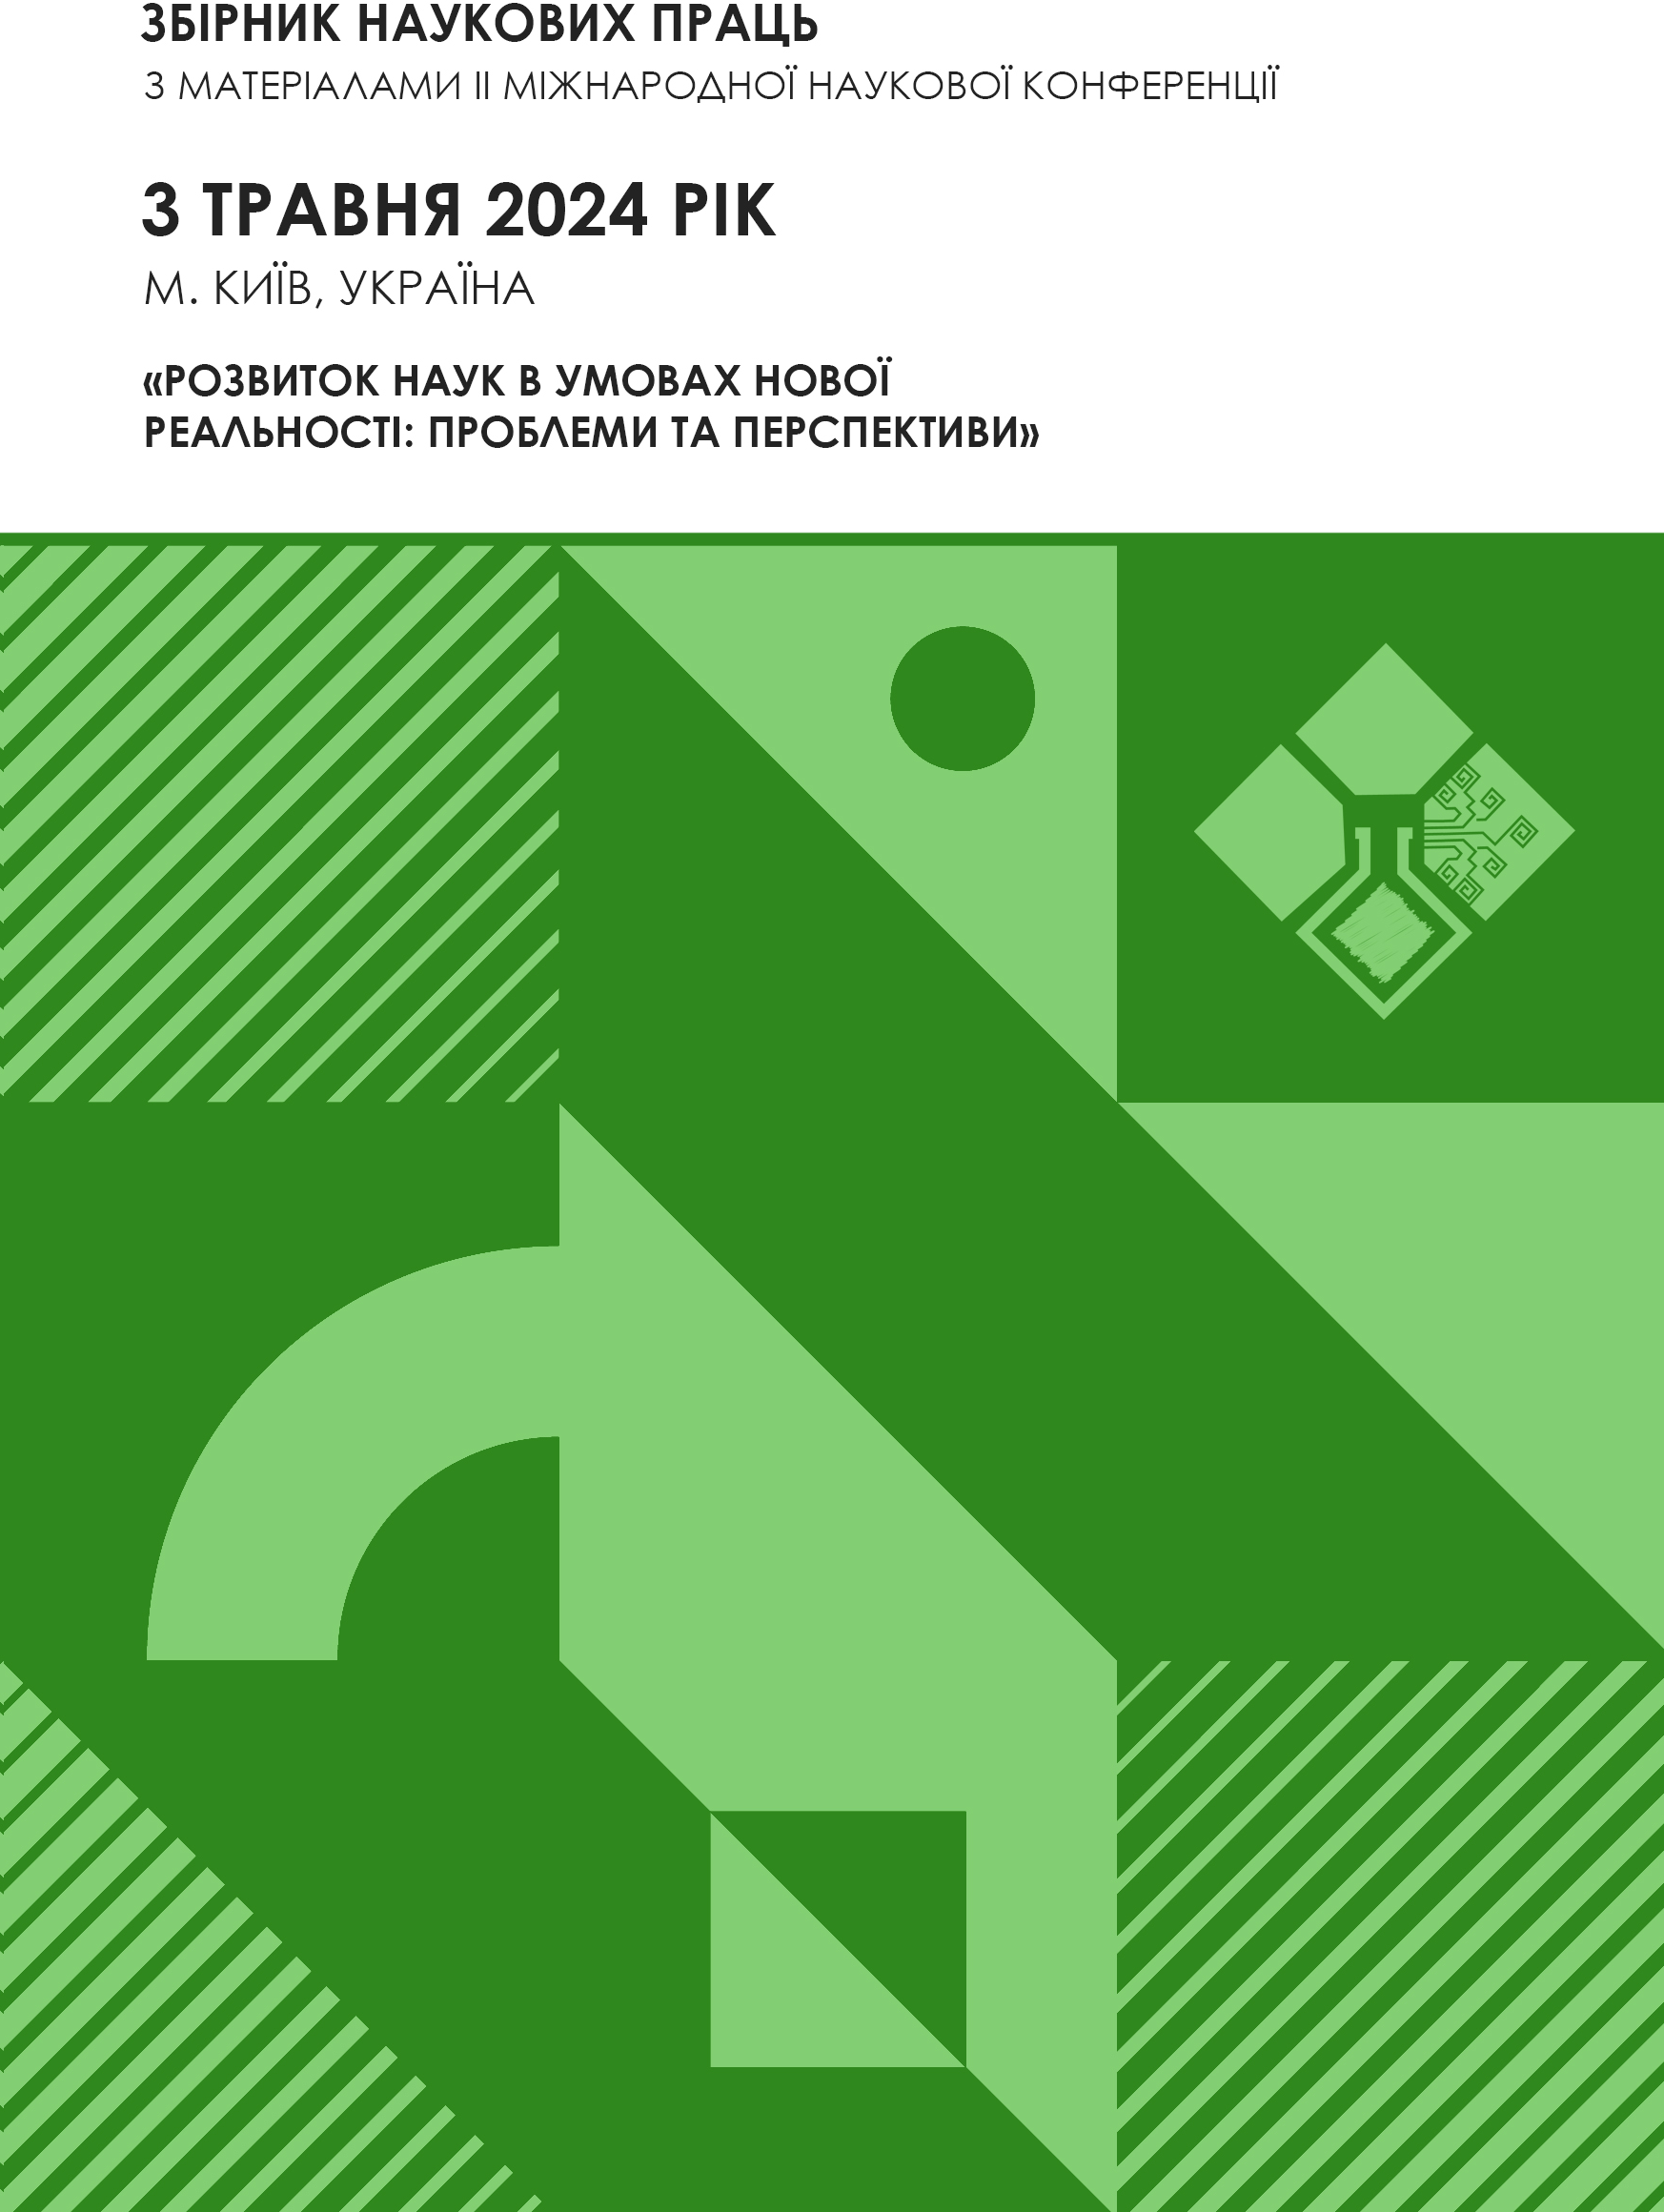 ЗБІРНИК НАУКОВИХ ПРАЦЬ
З МАТЕРІАЛАМИ ІІ МІЖНАРОДНОЇ НАУКОВОЇ КОНФЕРЕНЦІЇ
3 ТРАВНЯ 2024 РІК
М. КИЇВ, УКРАЇНА
«РОЗВИТОК НАУК В УМОВАХ НОВОЇ
РЕАЛЬНОСТІ: ПРОБЛЕМИ ТА ПЕРСПЕКТИВИ»